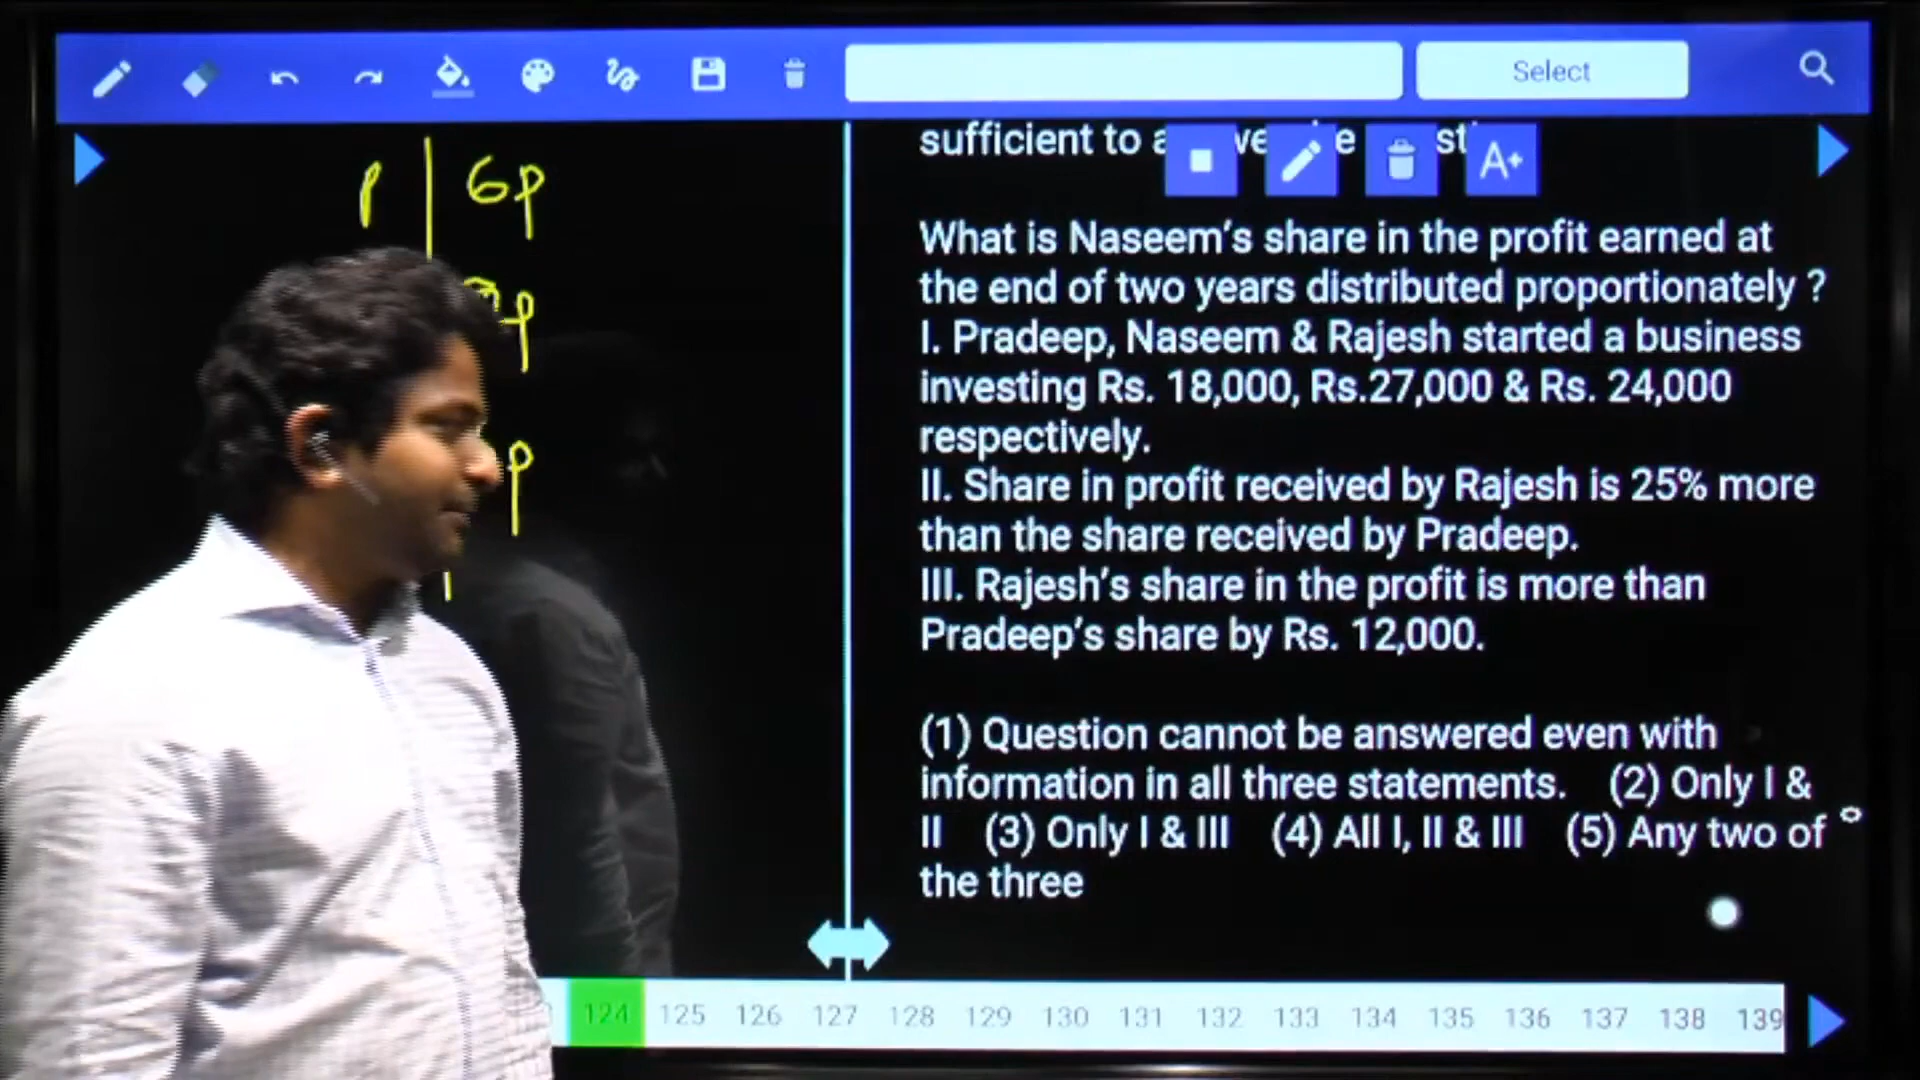 Select
sufficient to
A+
What is Naseem's share in the profit earned at
the end of two years distributed proportionately ?
I. Pradeep, Naseem & Rajesh started a business
investing Rs. 18,000, Rs.27,000 & Rs. 24,000
respectively.
II. Share in profit received by Rajesh is 25% more
than the share received by Pradeep.
III. Rajesh's share in the profit is more than
Pradeep's share by Rs. 12,000.
(1) Question cannot be answered even with
information in all three statements. (2) Only I &
II (3) Only I & III (4) All I, II & III (5) Any two of
the three
P 6P
P
P
124 125 126 127 128 129 130 131 132 133 134 135 136 137 138 139